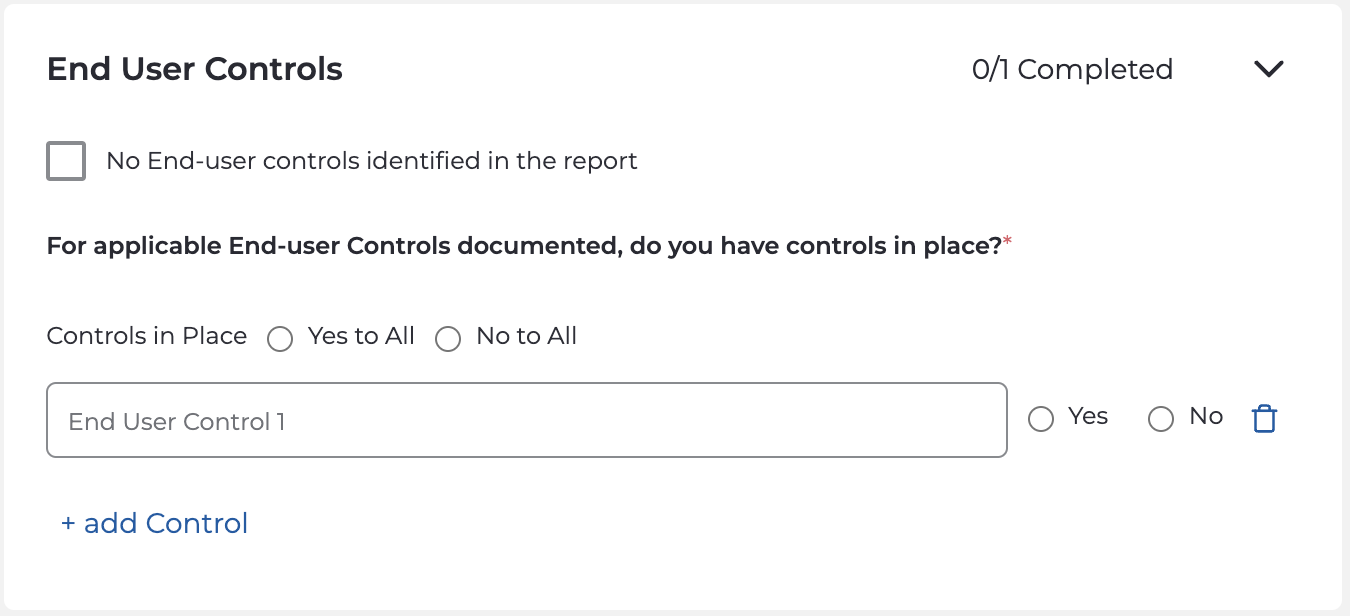 End User Controls
0/1 Completed
No End-user controls identified in the report
For applicable End-user Controls documented, do you have controls in place?*
Controls in Place Yes to All No to All
End User Control 1 Yes No
+ add Control